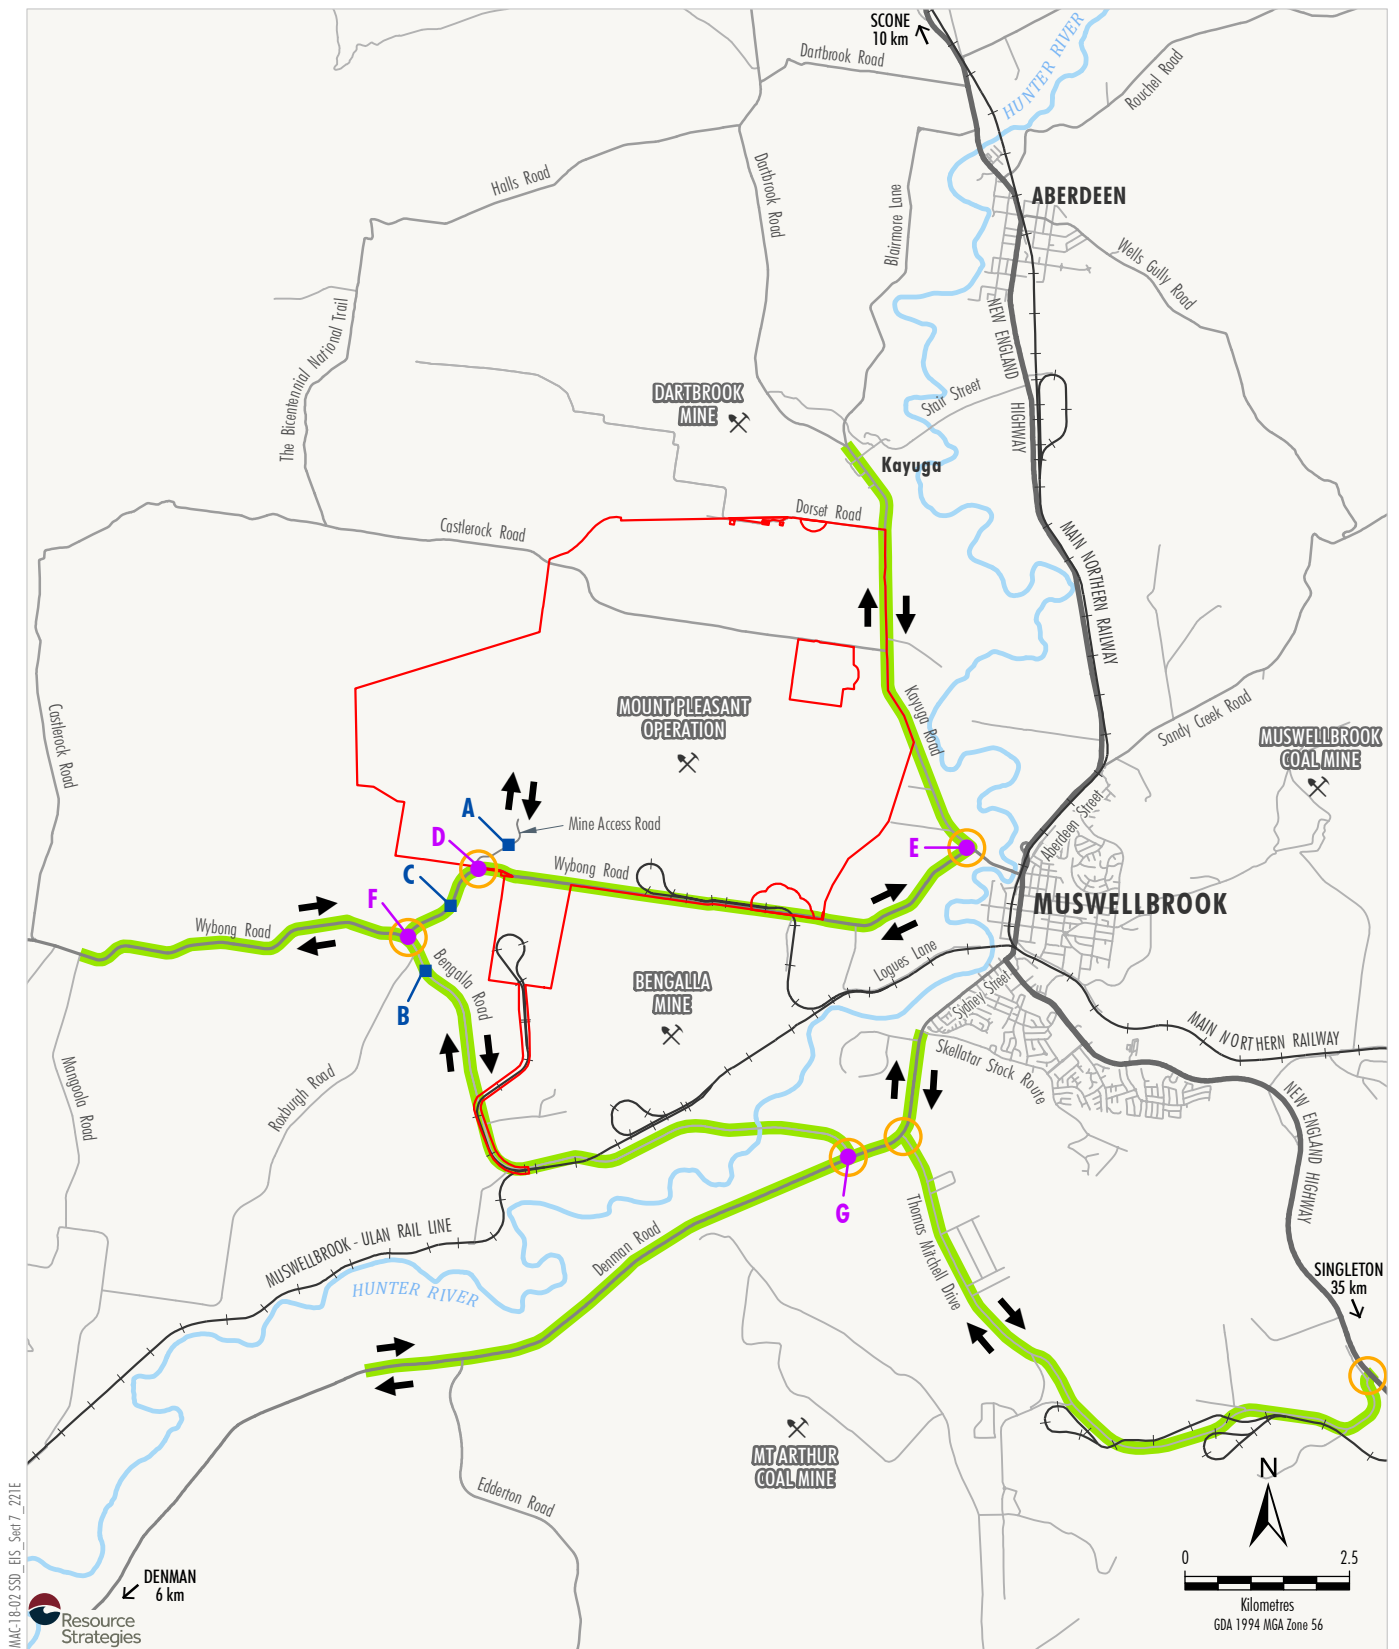 SCONE
10 km
HUNTER RIVER
Dartbrook Road
Rouchel Road
Halls Road
Dartbrook Road
Blairmore Lane
ABERDEEN
Wells Gully Road
The Bicentennial National Trail
NEW ENGLAND
HIGHWAY
Stair Street
DARTBROOK
MINE
Kayuga
Castlerock Road
Dorset Road
MAIN NORTHERN RAILWAY
Castlerock Road
MOUNT PLEASANT
OPERATION
Kayuga Road
Sandy Creek Road
MUSWELLBROOK
COAL MINE
A
Mine Access Road
D
Aberdeen Street
E
C
Wybong Road
F
MUSWELLBROOK
Wybong Road
Bengalla Road
Logues Lane
BENGALLA
MINE
B
Sydney Street
MAIN NORTHERN RAILWAY
Skellatar Stock Route
Mangoola Road
Roxburgh Road
NEW ENGLAND HIGHWAY
G
Thomas Mitchell Drive
MUSWELLBROOK - ULAN RAIL LINE
Denman Road
HUNTER RIVER
SINGLETON
35 km
MT ARTHUR
COAL MINE
Edderton Road
N
0 2.5
Kilometres
GDA 1994 MGA Zone 56
DENMAN
6 km
Resource
Strategies
MAC-18-02 SSD_EIS_Sect 7_221E